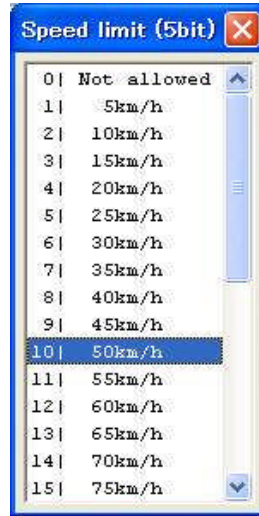 Speed limit (5bit)
0| Not allowed
1| 5km/h
2| 10km/h
3| 15km/h
4| 20km/h
5| 25km/h
6| 30km/h
7| 35km/h
8| 40km/h
9| 45km/h
10| 50km/h
11| 55km/h
12| 60km/h
13| 65km/h
14| 70km/h
15| 75km/h